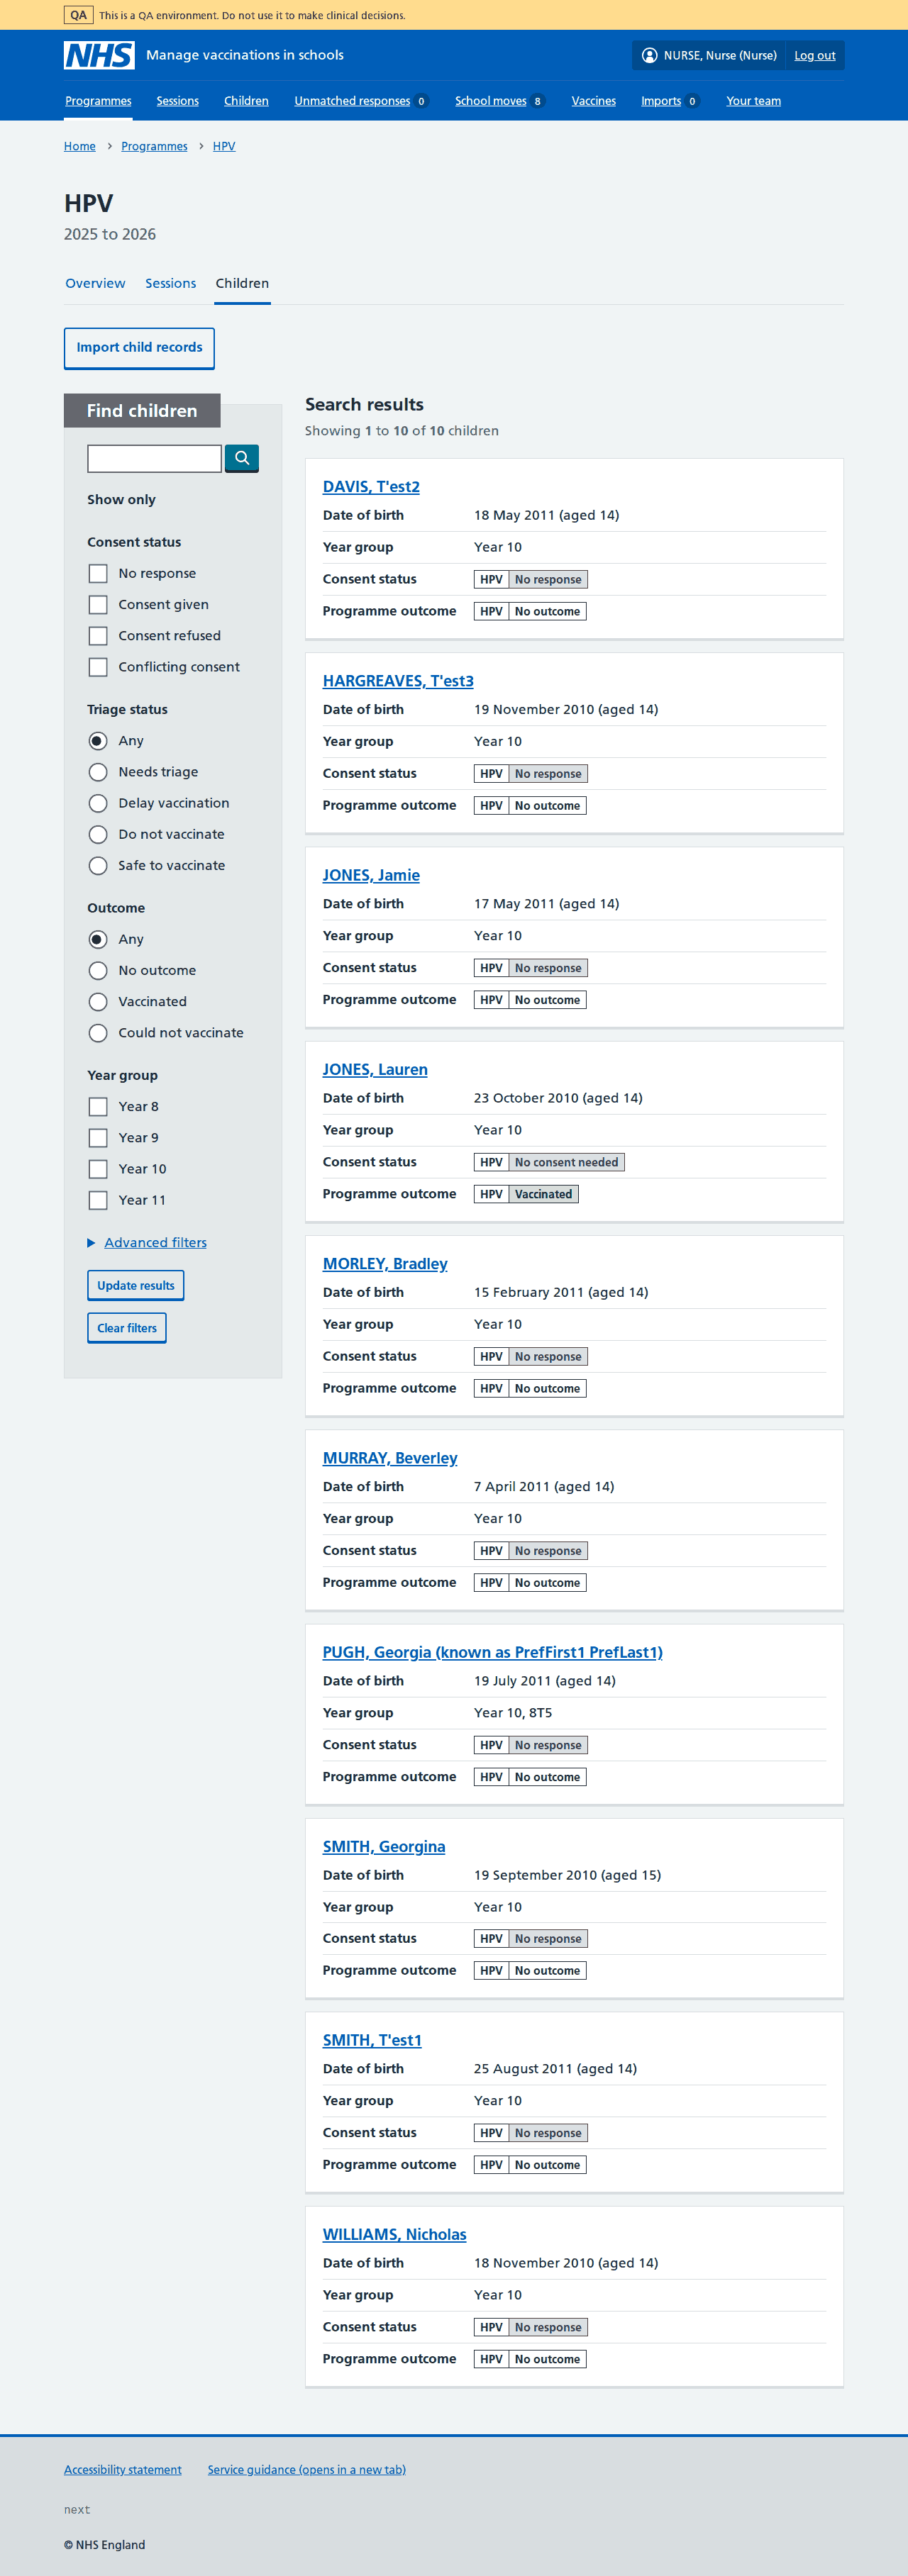 QA This is a QA environment. Do not use it to make clinical decisions.
NHS Manage vaccinations in schools NURSE, Nurse (Nurse) Log out
Programmes Sessions Children Unmatched responses 0 School moves 8 Vaccines Imports 0 Your team
Home Programmes HPV
HPV
2025 to 2026
Overview Sessions Children
Import child records
Find children
Show only
Consent status
No response
Consent given
Consent refused
Conflicting consent
Triage status
Any
Needs triage
Delay vaccination
Do not vaccinate
Safe to vaccinate
Outcome
Any
No outcome
Vaccinated
Could not vaccinate
Year group
Year 8
Year 9
Year 10
Year 11
Advanced filters
Update results
Clear filters
Search results
Showing 1 to 10 of 10 children
DAVIS, T'est2
Date of birth 18 May 2011 (aged 14)
Year group Year 10
Consent status HPV No response
Programme outcome HPV No outcome
HARGREAVES, T'est3
Date of birth 19 November 2010 (aged 14)
Year group Year 10
Consent status HPV No response
Programme outcome HPV No outcome
JONES, Jamie
Date of birth 17 May 2011 (aged 14)
Year group Year 10
Consent status HPV No response
Programme outcome HPV No outcome
JONES, Lauren
Date of birth 23 October 2010 (aged 14)
Year group Year 10
Consent status HPV No consent needed
Programme outcome HPV Vaccinated
MORLEY, Bradley
Date of birth 15 February 2011 (aged 14)
Year group Year 10
Consent status HPV No response
Programme outcome HPV No outcome
MURRAY, Beverley
Date of birth 7 April 2011 (aged 14)
Year group Year 10
Consent status HPV No response
Programme outcome HPV No outcome
PUGH, Georgia (known as PrefFirst1 PrefLast1)
Date of birth 19 July 2011 (aged 14)
Year group Year 10, 8T5
Consent status HPV No response
Programme outcome HPV No outcome
SMITH, Georgina
Date of birth 19 September 2010 (aged 15)
Year group Year 10
Consent status HPV No response
Programme outcome HPV No outcome
SMITH, T'est1
Date of birth 25 August 2011 (aged 14)
Year group Year 10
Consent status HPV No response
Programme outcome HPV No outcome
WILLIAMS, Nicholas
Date of birth 18 November 2010 (aged 14)
Year group Year 10
Consent status HPV No response
Programme outcome HPV No outcome
Accessibility statement Service guidance (opens in a new tab)
next
© NHS England